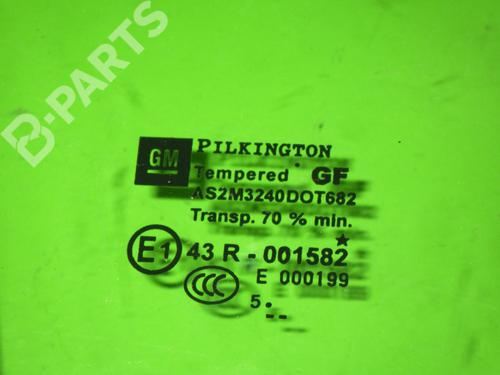 B-PARTS
GM
PILKINGTON
Tempered GF
AS2M3240DOT682
Transp. 70 % min.
E1 43 R - 001582
CCC E 000199
5